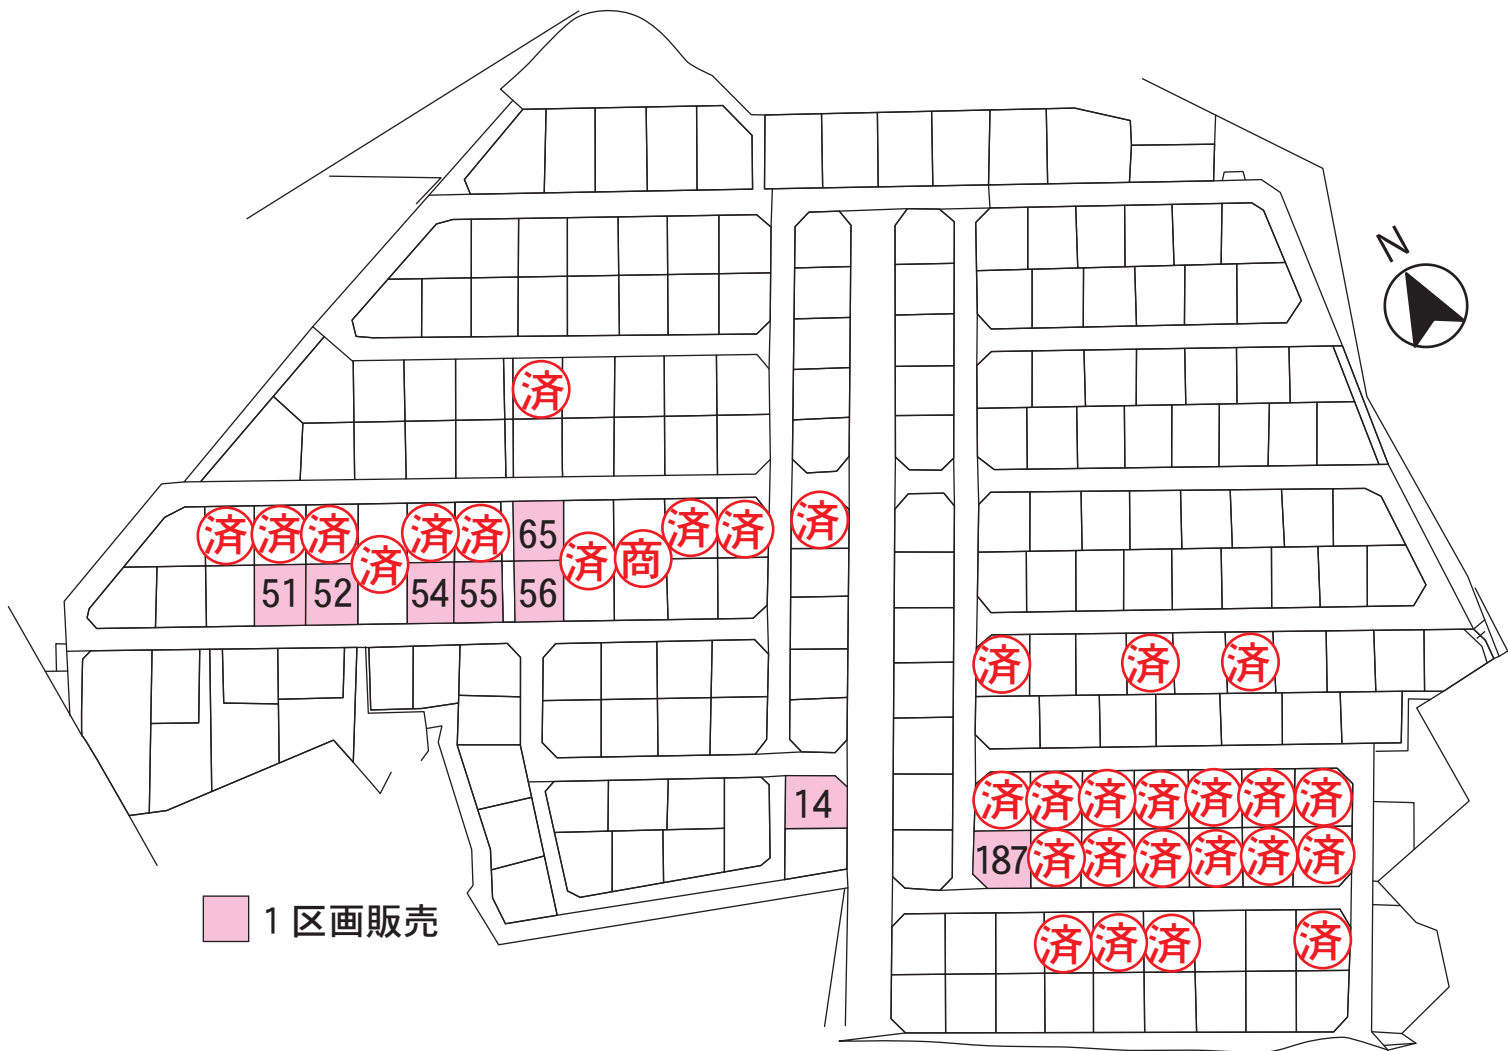 N
済
済 済 済 済 済 65 済 済 済
済 済 商
51 52 54 55 56
済 済 済
14
済 済 済 済 済 済 済
187 済 済 済 済 済 済
済 済 済 済
1 区画販売